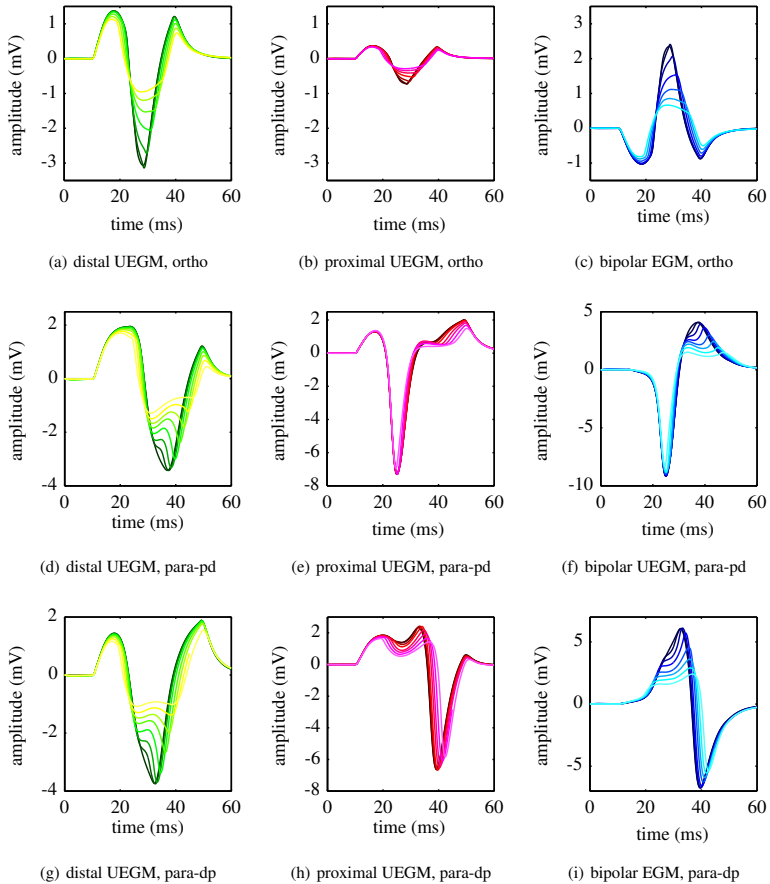 amplitude (mV)
1
0
-1
-2
-3
0 20 40 60
time (ms)
(a) distal UEGM, ortho
amplitude (mV)
1
0
-1
-2
-3
0 20 40 60
time (ms)
(b) proximal UEGM, ortho
amplitude (mV)
3
2
1
0
-1
0 20 40 60
time (ms)
(c) bipolar EGM, ortho
amplitude (mV)
2
0
-2
-4
0 20 40 60
time (ms)
(d) distal UEGM, para-pd
amplitude (mV)
2
0
-2
-4
-6
-8
0 20 40 60
time (ms)
(e) proximal UEGM, para-pd
amplitude (mV)
5
0
-5
-10
0 20 40 60
time (ms)
(f) bipolar UEGM, para-pd
amplitude (mV)
2
0
-2
-4
0 20 40 60
time (ms)
(g) distal UEGM, para-dp
amplitude (mV)
2
0
-2
-4
-6
-8
0 20 40 60
time (ms)
(h) proximal UEGM, para-dp
amplitude (mV)
5
0
-5
0 20 40 60
time (ms)
(i) bipolar EGM, para-dp